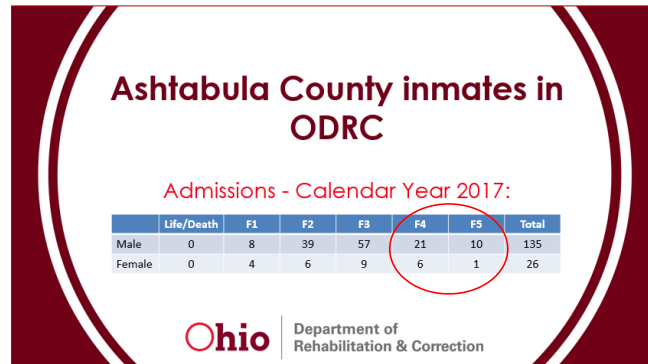 Ashtabula County inmates in
ODRC
Admissions - Calendar Year 2017:
Life/Death F1 F2 F3 F4 F5 Total
Male 0 8 39 57 21 10 135
Female 0 4 6 9 6 1 26
Ohio
Department of
Rehabilitation & Correction